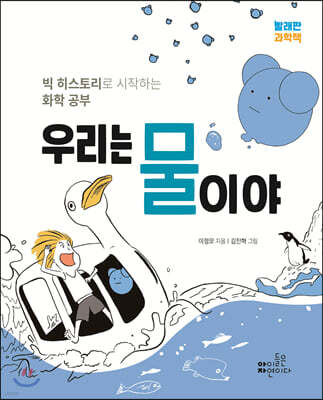 빨래판
과학책
빅 히스토리로 시작하는
화학 공부
우리는 물이야
이정모 지음 | 김진혁 그림
아이들은
자연이다